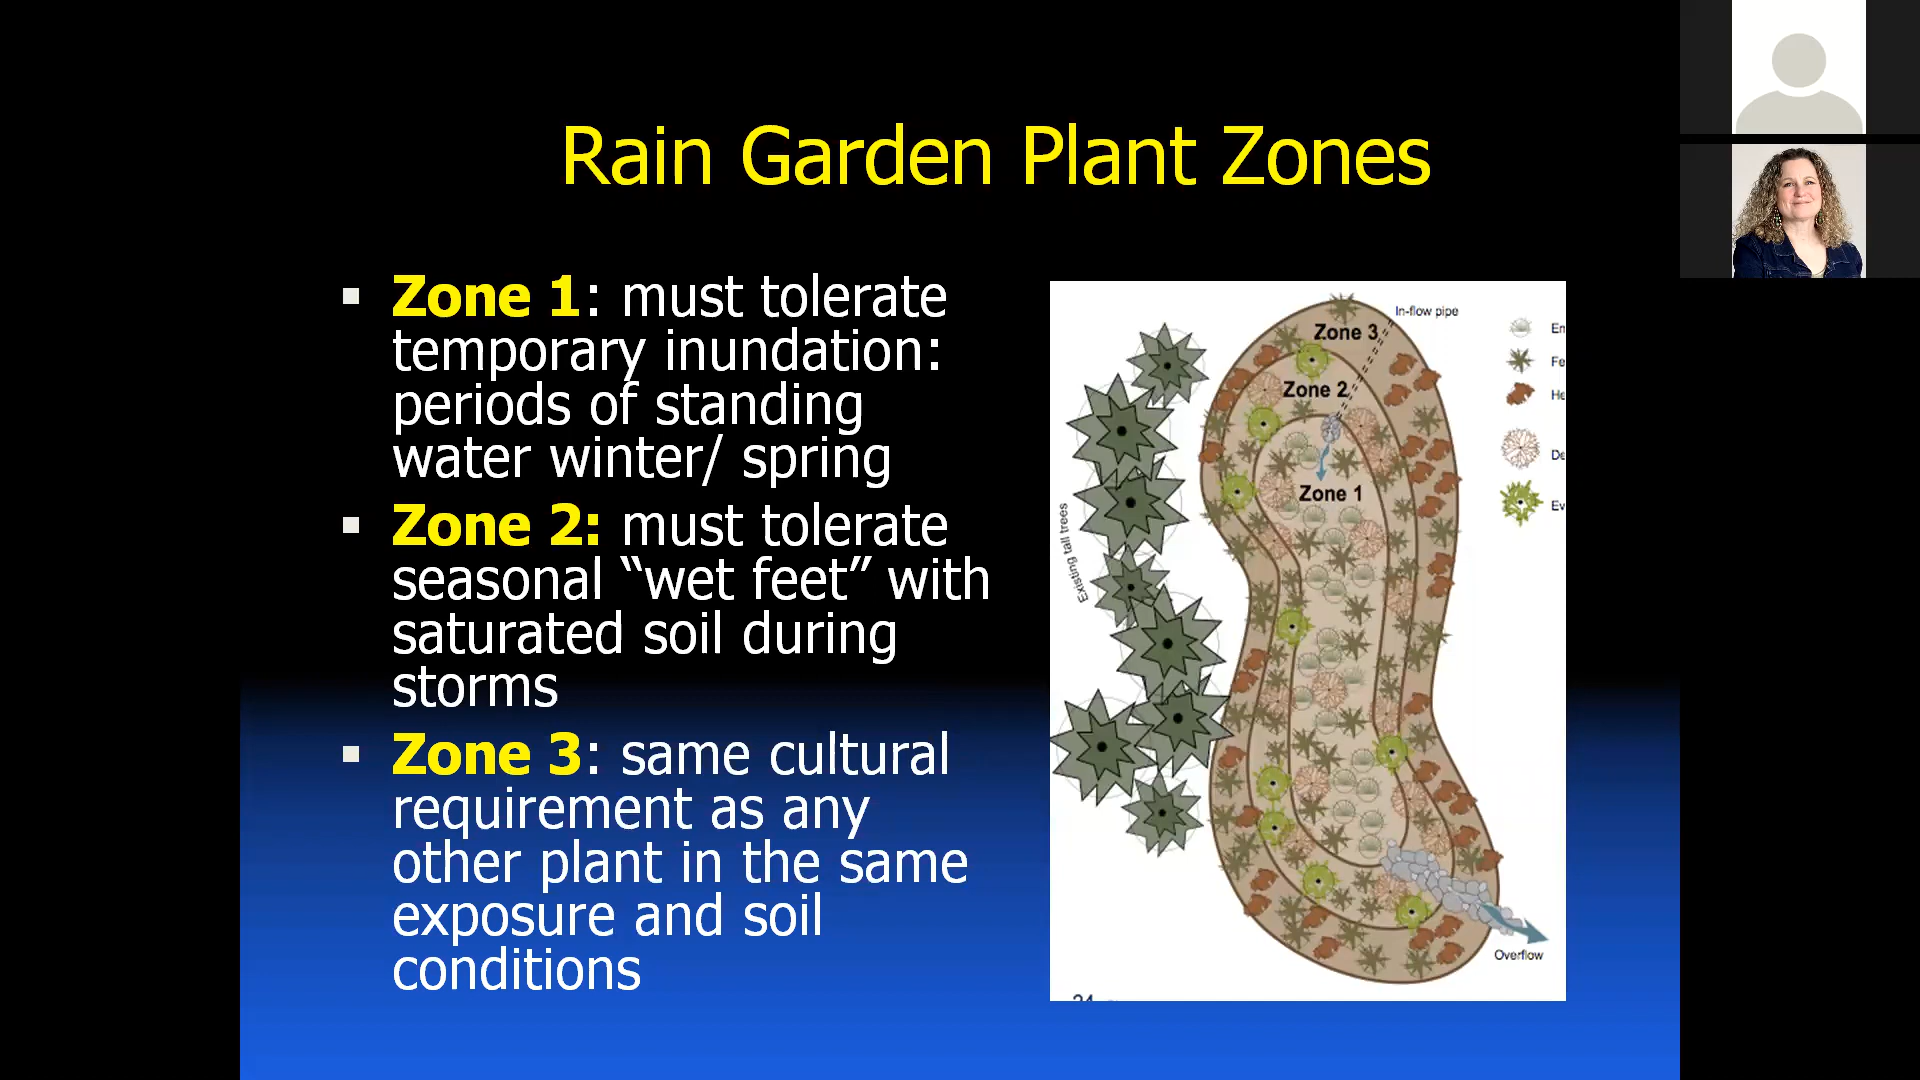 Rain Garden Plant Zones
▪ Zone 1: must tolerate
temporary inundation:
periods of standing
water winter/ spring
▪ Zone 2: must tolerate
seasonal “wet feet” with
saturated soil during
storms
▪ Zone 3: same cultural
requirement as any
other plant in the same
exposure and soil
conditions
In-flow pipe
Zone 3
Zone 2
Zone 1
Existing tall trees
Overflow